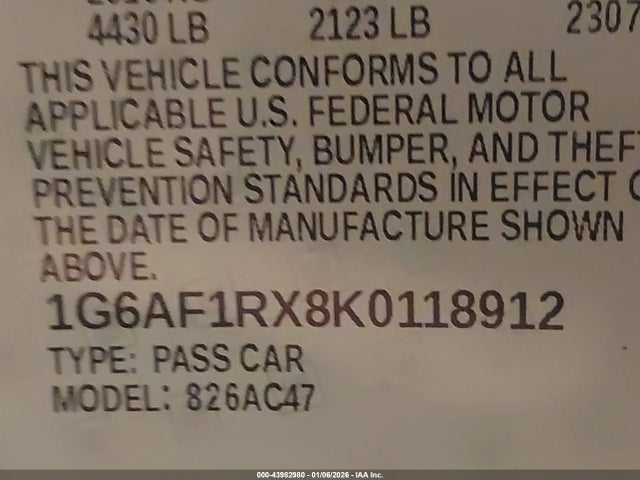 4430 LB 2123 LB 2307
THIS VEHICLE CONFORMS TO ALL
APPLICABLE U.S. FEDERAL MOTOR
VEHICLE SAFETY, BUMPER, AND THEF
PREVENTION STANDARDS IN EFFECT O
THE DATE OF MANUFACTURE SHOWN
ABOVE.
1G6AF1RX8K0118912
TYPE: PASS CAR
MODEL: 826AC47
000-43982980 - 01/06/2026 - IAA Inc.